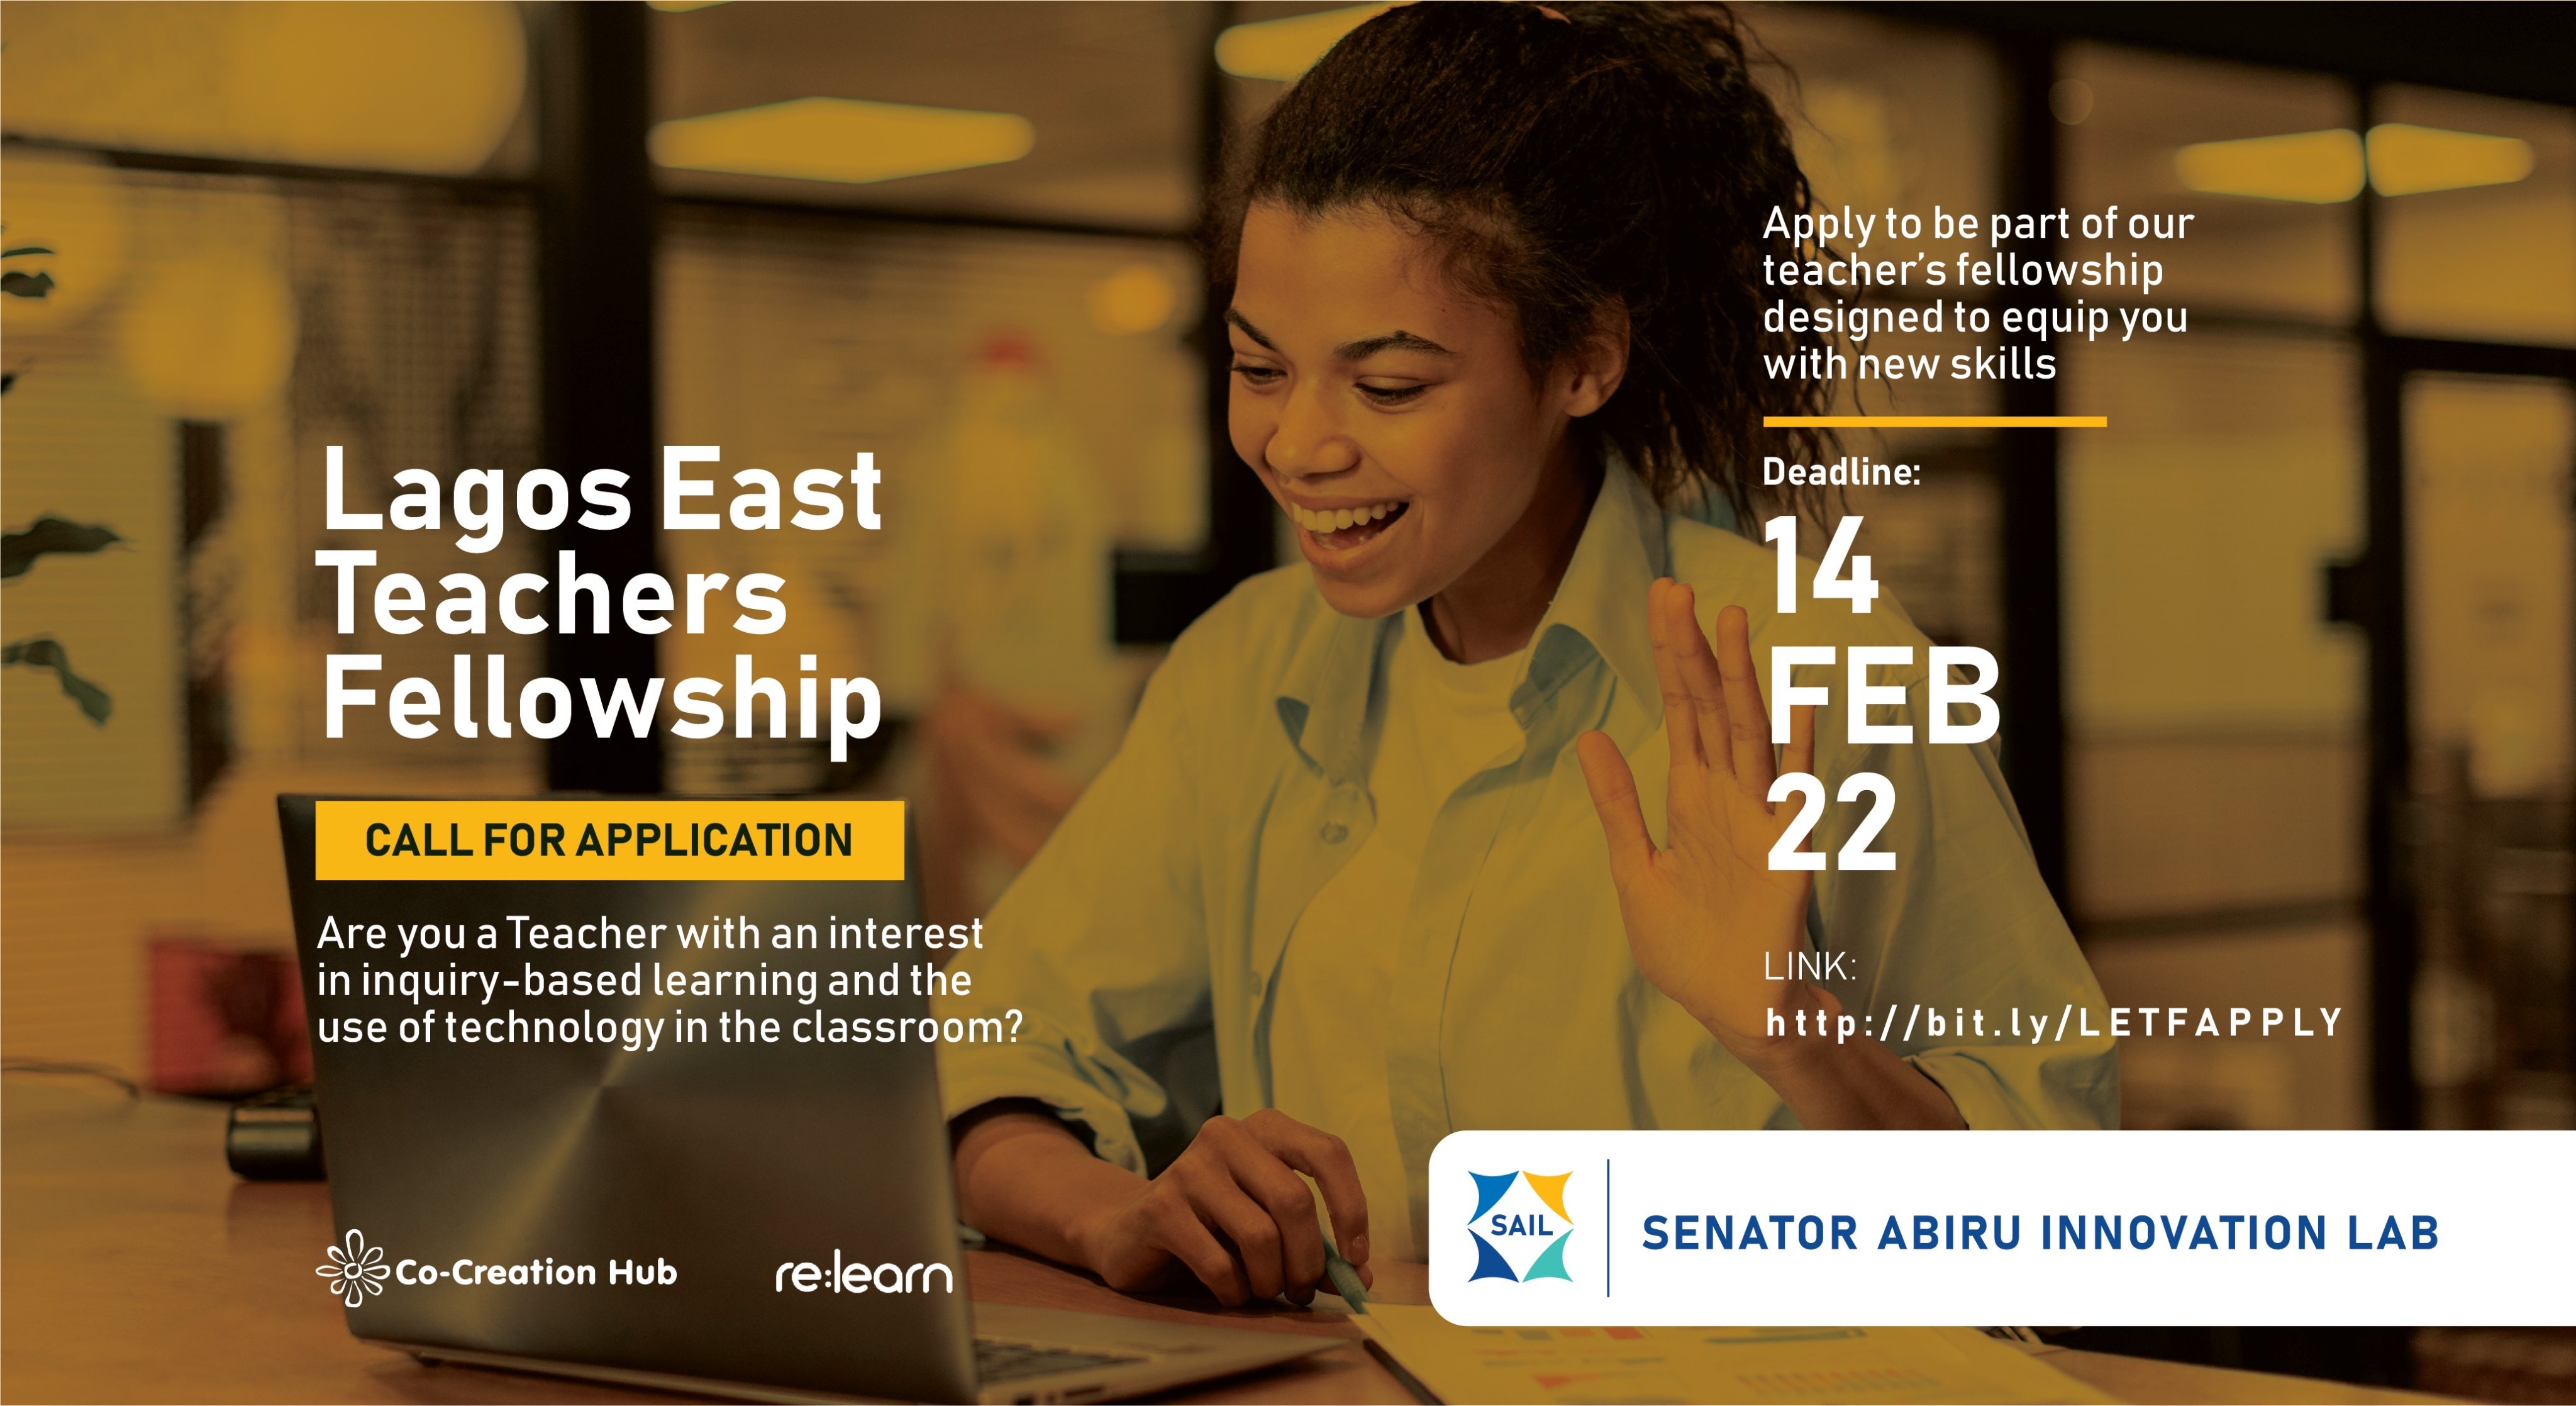 Lagos East
Teachers
Fellowship
CALL FOR APPLICATION
Are you a Teacher with an interest
in inquiry-based learning and the
use of technology in the classroom?
Co-Creation Hub
re:learn
Apply to be part of our
teacher’s fellowship
designed to equip you
with new skills
Deadline:
14
FEB
22
LINK:
http://bit.ly/LETFAPPLY
SAIL
SENATOR ABIRU INNOVATION LAB